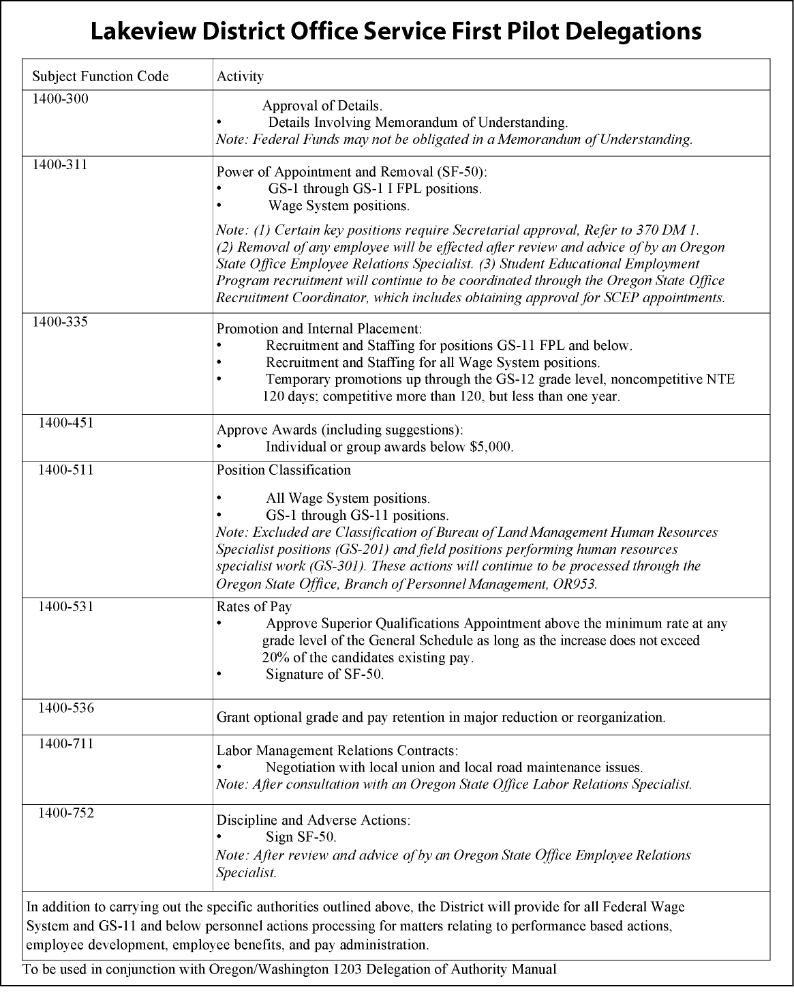 Lakeview District Office Service First Pilot Delegations
Subject Function Code Activity
1400-300
Approval of Details.
• Details Involving Memorandum of Understanding.
Note: Federal Funds may not be obligated in a Memorandum of Understanding.
1400-311
Power of Appointment and Removal (SF-50):
• GS-1 through GS-1 I FPL positions.
• Wage System positions.
Note: (1) Certain key positions require Secretarial approval, Refer to 370 DM 1.
(2) Removal of any employee will be effected after review and advice of by an Oregon
State Office Employee Relations Specialist. (3) Student Educational Employment
Program recruitment will continue to be coordinated through the Oregon State Office
Recruitment Coordinator, which includes obtaining approval for SCEP appointments.
1400-335
Promotion and Internal Placement:
• Recruitment and Staffing for positions GS-11 FPL and below.
• Recruitment and Staffing for all Wage System positions.
• Temporary promotions up through the GS-12 grade level, noncompetitive NTE
120 days; competitive more than 120, but less than one year.
1400-451
Approve Awards (including suggestions):
• Individual or group awards below $5,000.
1400-511 Position Classification
• All Wage System positions.
• GS-1 through GS-11 positions.
Note: Excluded are Classification of Bureau of Land Management Human Resources
Specialist positions (GS-201) and field positions performing human resources
specialist work (GS-301). These actions will continue to be processed through the
Oregon State Office, Branch of Personnel Management, OR953.
1400-531 Rates of Pay
• Approve Superior Qualifications Appointment above the minimum rate at any
grade level of the General Schedule as long as the increase does not exceed
20% of the candidates existing pay.
• Signature of SF-50.
1400-536
Grant optional grade and pay retention in major reduction or reorganization.
1400-711
Labor Management Relations Contracts:
• Negotiation with local union and local road maintenance issues.
Note: After consultation with an Oregon State Office Labor Relations Specialist.
1400-752
Discipline and Adverse Actions:
• Sign SF-50.
Note: After review and advice of by an Oregon State Office Employee Relations
Specialist.
In addition to carrying out the specific authorities outlined above, the District will provide for all Federal Wage
System and GS-11 and below personnel actions processing for matters relating to performance based actions,
employee development, employee benefits, and pay administration.
To be used in conjunction with Oregon/Washington 1203 Delegation of Authority Manual